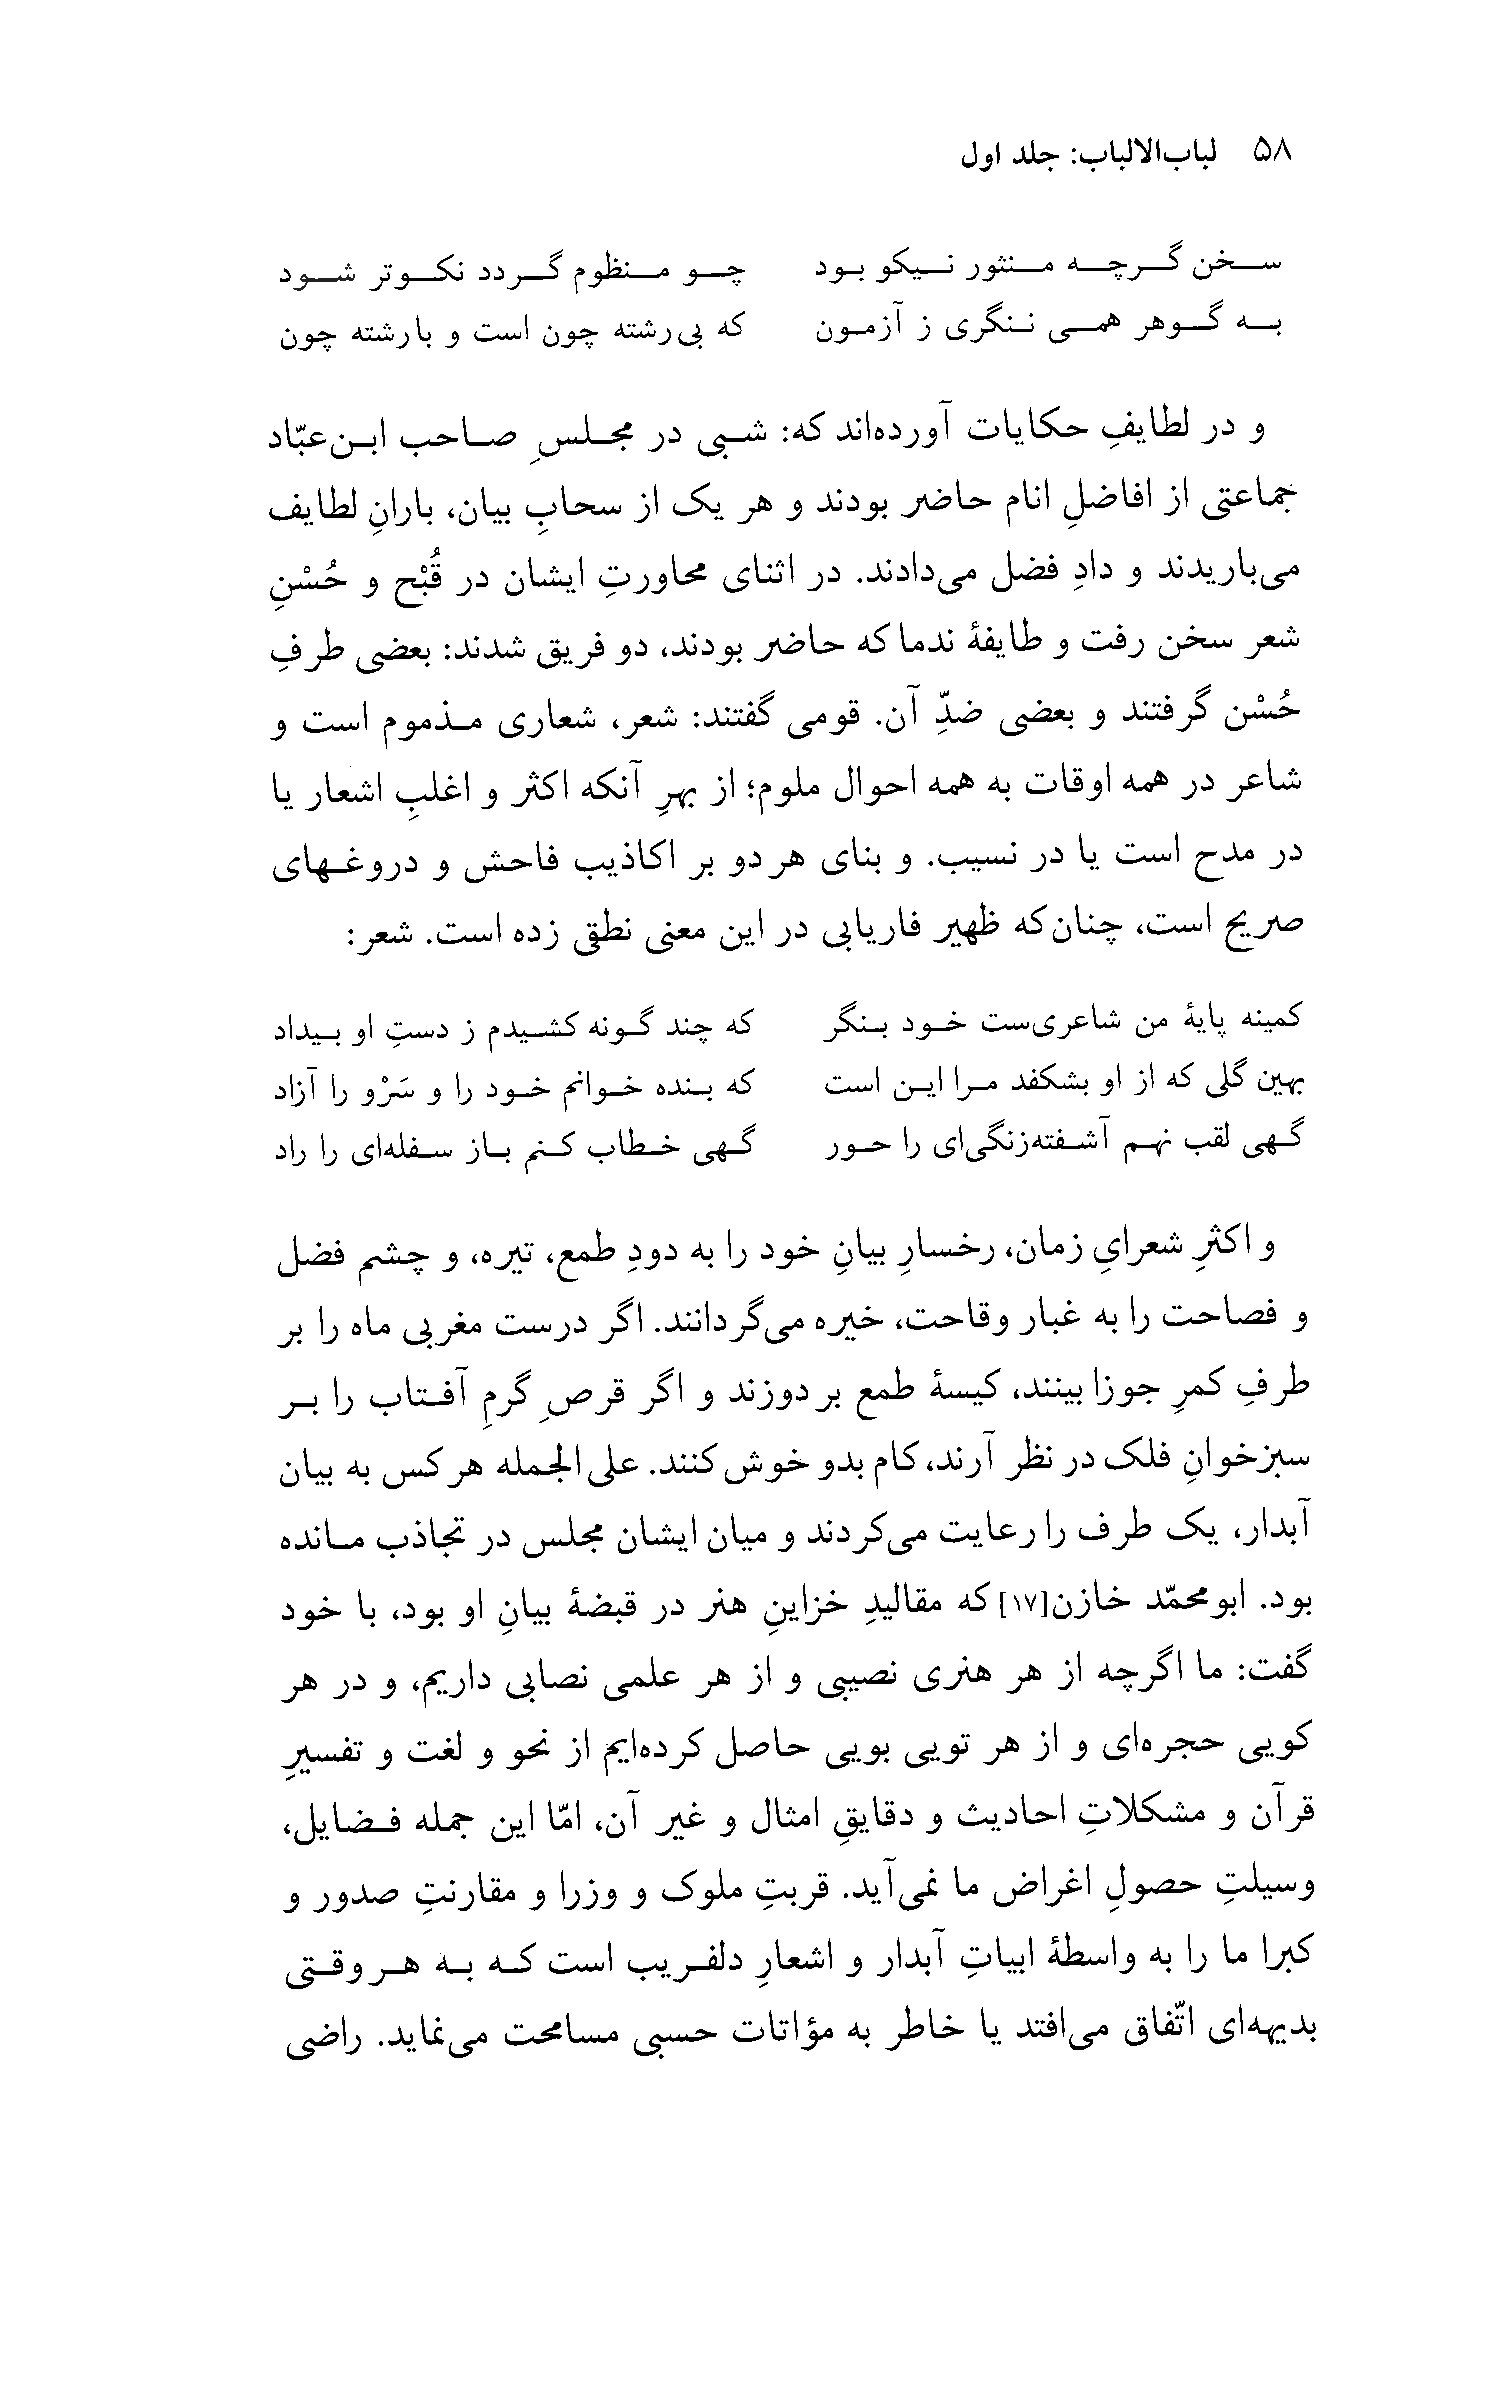 ۵۸ لباب‌الالباب: جلد اول
سخن گرچه منثور نیکو بود چو منظوم گردد نکوتر شود
به گوهر همی ننگری ز آزمون که بی‌رشته چون است و بارشته چون
و در لطایفِ حکایات آورده‌اند که: شبی در مجلسِ صاحب ابن‌عبّاد
جماعتی از افاضلِ انام حاضر بودند و هر یک از سحابِ بیان، بارانِ لطایف
می‌باریدند و دادِ فضل می‌دادند. در اثنای محاورتِ ایشان در قُبْح و حُسْنِ
شعر سخن رفت و طایفهٔ ندما که حاضر بودند، دو فریق شدند: بعضی طرفِ
حُسْن گرفتند و بعضی ضدِّ آن. قومی گفتند: شعر، شعاری مذموم است و
شاعر در همه اوقات به همه احوال ملوم؛ از بهرِ آنکه اکثر و اغلبِ اشعار یا
در مدح است یا در نسیب. و بنای هر دو بر اکاذیب فاحش و دروغهای
صریح است، چنان‌که ظهیر فاریابی در این معنی نطقی زده است. شعر:
کمینه پایهٔ من شاعری‌ست خود بنگر که چند گونه کشیدم ز دستِ او بیداد
بهین گلی که از او بشکفد مرا این است که بنده خوانم خود را و سَرْو را آزاد
گهی لقب نهم آشفته‌زنگی‌ای را حور گهی خطاب کنم باز سفله‌ای را راد
و اکثرِ شعرایِ زمان، رخسارِ بیانِ خود را به دودِ طمع، تیره، و چشم فضل
و فصاحت را به غبار وقاحت، خیره می‌گردانند. اگر درست مغربی ماه را بر
طرفِ کمرِ جوزا بینند، کیسهٔ طمع بر دوزند و اگر قرصِ گرمِ آفتاب را بر
سبزخوانِ فلک در نظر آرند، کام بدو خوش کنند. علی‌الجمله هر کس به بیان
آبدار، یک طرف را رعایت می‌کردند و میان ایشان مجلس در تجاذب مانده
بود. ابومحمّد خازن[۱۷] که مقالیدِ خزاینِ هنر در قبضهٔ بیانِ او بود، با خود
گفت: ما اگرچه از هر هنری نصیبی و از هر علمی نصابی داریم، و در هر
کویی حجره‌ای و از هر تویی بویی حاصل کرده‌ایم از نحو و لغت و تفسیرِ
قرآن و مشکلاتِ احادیث و دقایقِ امثال و غیر آن، امّا این جمله فضایل،
وسیلتِ حصولِ اغراض ما نمی‌آید. قربتِ ملوک و وزرا و مقارنتِ صدور و
کبرا ما را به واسطهٔ ابیاتِ آبدار و اشعارِ دلفریب است که به هر وقتی
بدیهه‌ای اتّفاق می‌افتد یا خاطر به مؤاتات حسبی مسامحت می‌نماید. راضی